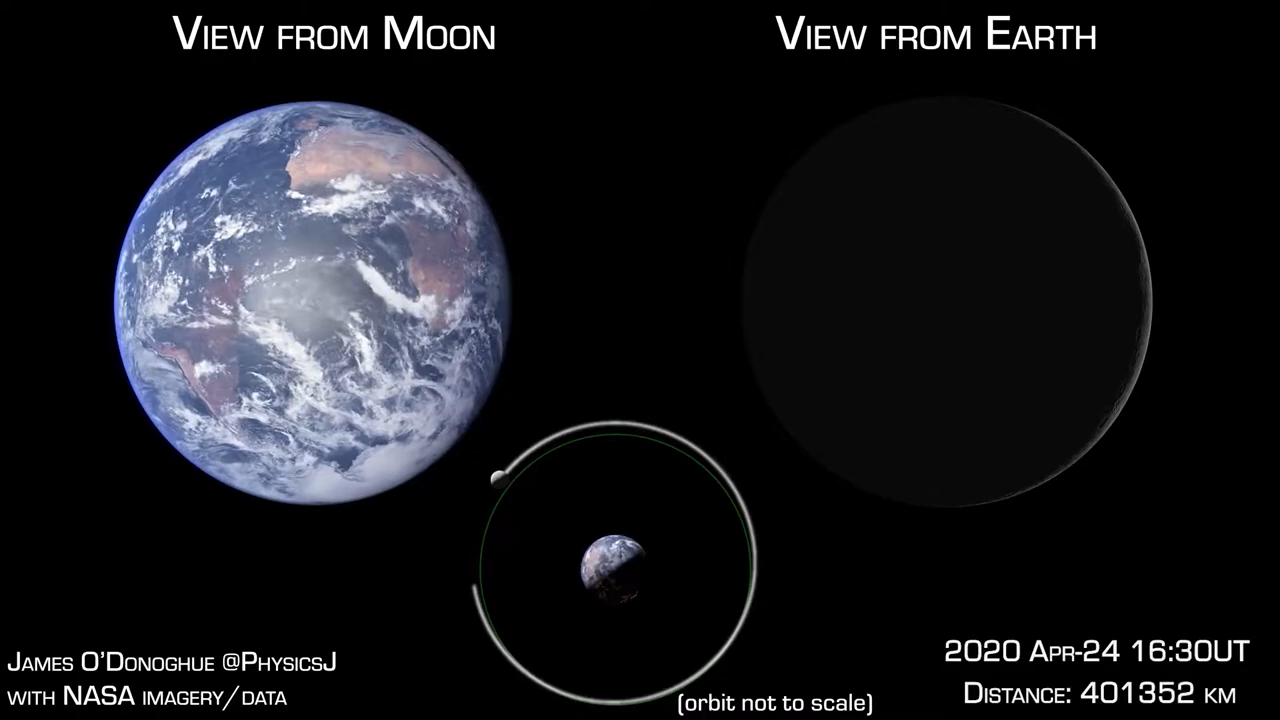 View from Moon
View from Earth
James O'Donoghue @PhysicsJ
with NASA imagery/data
(orbit not to scale)
2020 Apr-24 16:30UT
Distance: 401352 km